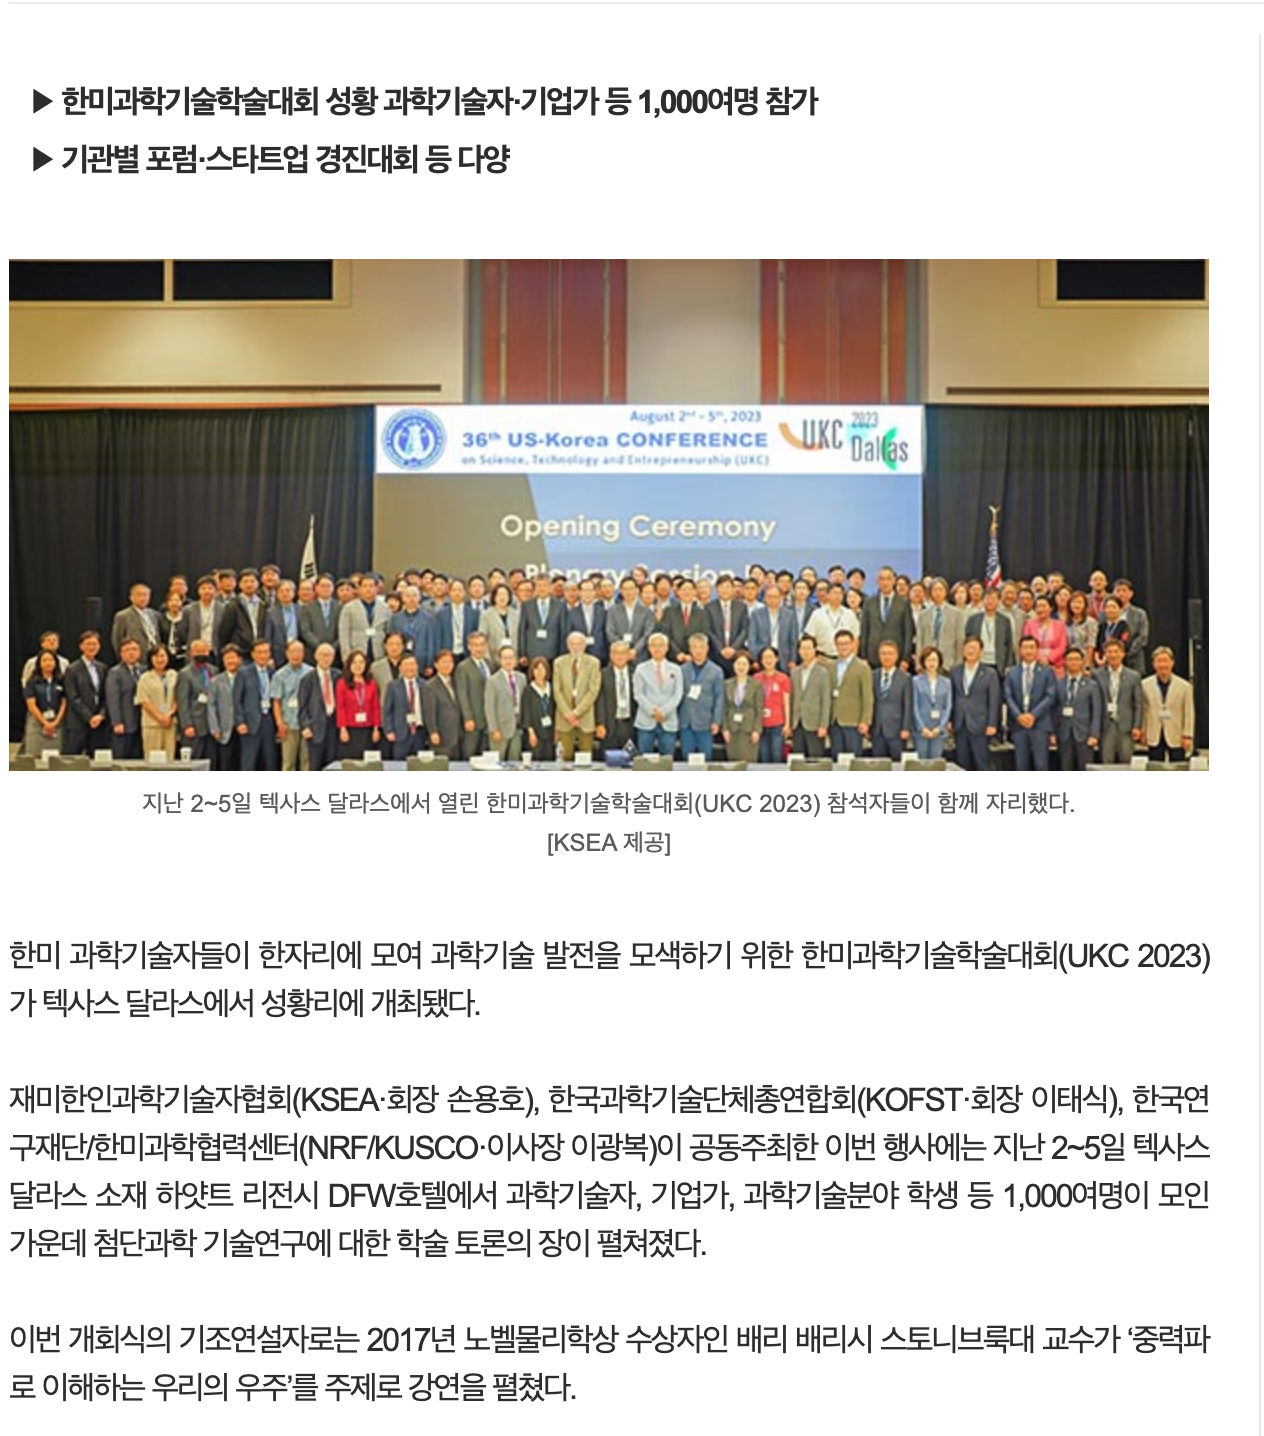 ▶ 한미과학기술학술대회 성황 과학기술자·기업가 등 1,000여명 참가
▶ 기관별 포럼·스타트업 경진대회 등 다양
August 2nd - 5th, 2023
36th US-Korea CONFERENCE
on Science, Technology and Entrepreneurship (UKC)
UKC 2023 Dallas
Opening Ceremony
Plenary Session I
지난 2~5일 텍사스 달라스에서 열린 한미과학기술학술대회(UKC 2023) 참석자들이 함께 자리했다.
[KSEA 제공]
한미 과학기술자들이 한자리에 모여 과학기술 발전을 모색하기 위한 한미과학기술학술대회(UKC 2023)
가 텍사스 달라스에서 성황리에 개최됐다.
재미한인과학기술자협회(KSEA·회장 손용호), 한국과학기술단체총연합회(KOFST·회장 이태식), 한국연
구재단/한미과학협력센터(NRF/KUSCO·이사장 이광복)이 공동주최한 이번 행사에는 지난 2~5일 텍사스
달라스 소재 하얏트 리전시 DFW호텔에서 과학기술자, 기업가, 과학기술분야 학생 등 1,000여명이 모인
가운데 첨단과학 기술연구에 대한 학술 토론의 장이 펼쳐졌다.
이번 개회식의 기조연설자로는 2017년 노벨물리학상 수상자인 배리 배리시 스토니브룩대 교수가 ‘중력파
로 이해하는 우리의 우주’를 주제로 강연을 펼쳤다.